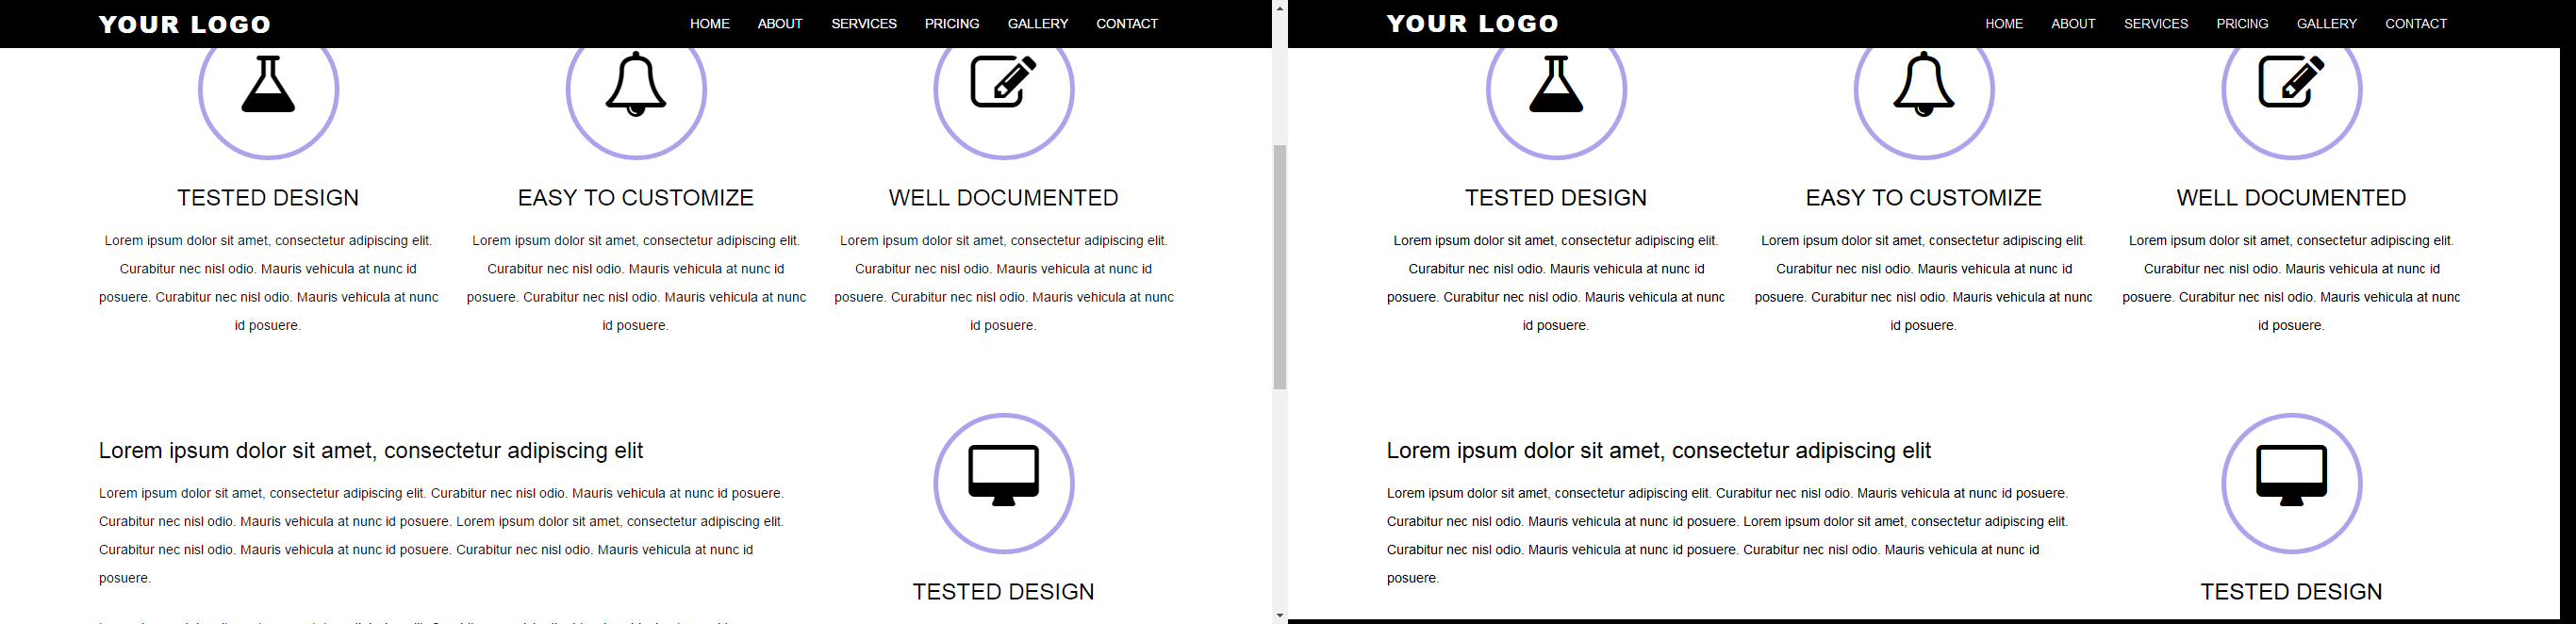 YOUR LOGO
HOME ABOUT SERVICES PRICING GALLERY CONTACT
TESTED DESIGN
Lorem ipsum dolor sit amet, consectetur adipiscing elit.
Curabitur nec nisl odio. Mauris vehicula at nunc id
posuere. Curabitur nec nisl odio. Mauris vehicula at nunc
id posuere.
EASY TO CUSTOMIZE
Lorem ipsum dolor sit amet, consectetur adipiscing elit.
Curabitur nec nisl odio. Mauris vehicula at nunc id
posuere. Curabitur nec nisl odio. Mauris vehicula at nunc
id posuere.
WELL DOCUMENTED
Lorem ipsum dolor sit amet, consectetur adipiscing elit.
Curabitur nec nisl odio. Mauris vehicula at nunc id
posuere. Curabitur nec nisl odio. Mauris vehicula at nunc
id posuere.
Lorem ipsum dolor sit amet, consectetur adipiscing elit
Lorem ipsum dolor sit amet, consectetur adipiscing elit. Curabitur nec nisl odio. Mauris vehicula at nunc id posuere.
Curabitur nec nisl odio. Mauris vehicula at nunc id posuere. Lorem ipsum dolor sit amet, consectetur adipiscing elit.
Curabitur nec nisl odio. Mauris vehicula at nunc id posuere. Curabitur nec nisl odio. Mauris vehicula at nunc id
posuere.
TESTED DESIGN
YOUR LOGO
HOME ABOUT SERVICES PRICING GALLERY CONTACT
TESTED DESIGN
Lorem ipsum dolor sit amet, consectetur adipiscing elit.
Curabitur nec nisl odio. Mauris vehicula at nunc id
posuere. Curabitur nec nisl odio. Mauris vehicula at nunc
id posuere.
EASY TO CUSTOMIZE
Lorem ipsum dolor sit amet, consectetur adipiscing elit.
Curabitur nec nisl odio. Mauris vehicula at nunc id
posuere. Curabitur nec nisl odio. Mauris vehicula at nunc
id posuere.
WELL DOCUMENTED
Lorem ipsum dolor sit amet, consectetur adipiscing elit.
Curabitur nec nisl odio. Mauris vehicula at nunc id
posuere. Curabitur nec nisl odio. Mauris vehicula at nunc
id posuere.
Lorem ipsum dolor sit amet, consectetur adipiscing elit
Lorem ipsum dolor sit amet, consectetur adipiscing elit. Curabitur nec nisl odio. Mauris vehicula at nunc id posuere.
Curabitur nec nisl odio. Mauris vehicula at nunc id posuere. Lorem ipsum dolor sit amet, consectetur adipiscing elit.
Curabitur nec nisl odio. Mauris vehicula at nunc id posuere. Curabitur nec nisl odio. Mauris vehicula at nunc id
posuere.
TESTED DESIGN